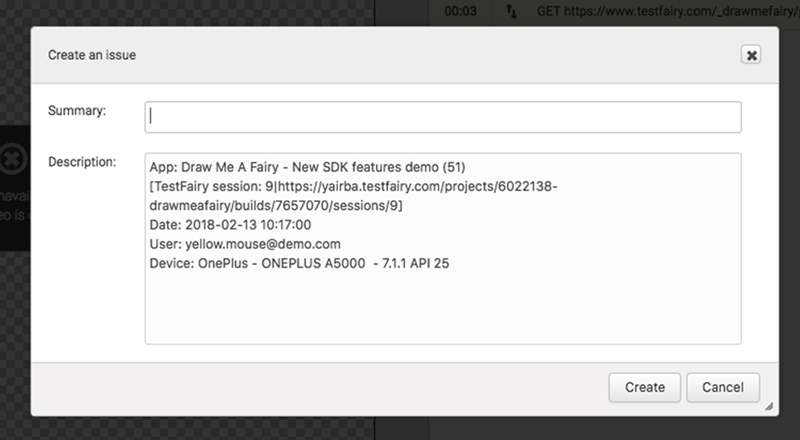 00:03 GET https://www.testfairy.com/_drawmefairy/
Create an issue
Summary:
Description:
App: Draw Me A Fairy - New SDK features demo (51)
[TestFairy session: 9|https://yairba.testfairy.com/projects/6022138-
drawmeafairy/builds/7657070/sessions/9]
Date: 2018-02-13 10:17:00
User: yellow.mouse@demo.com
Device: OnePlus - ONEPLUS A5000 - 7.1.1 API 25
Create Cancel